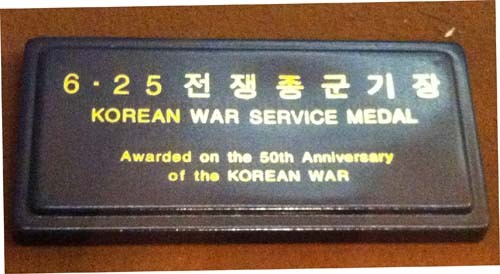 6·25 전쟁종군기장
KOREAN WAR SERVICE MEDAL
Awarded on the 50th Anniversary
of the KOREAN WAR